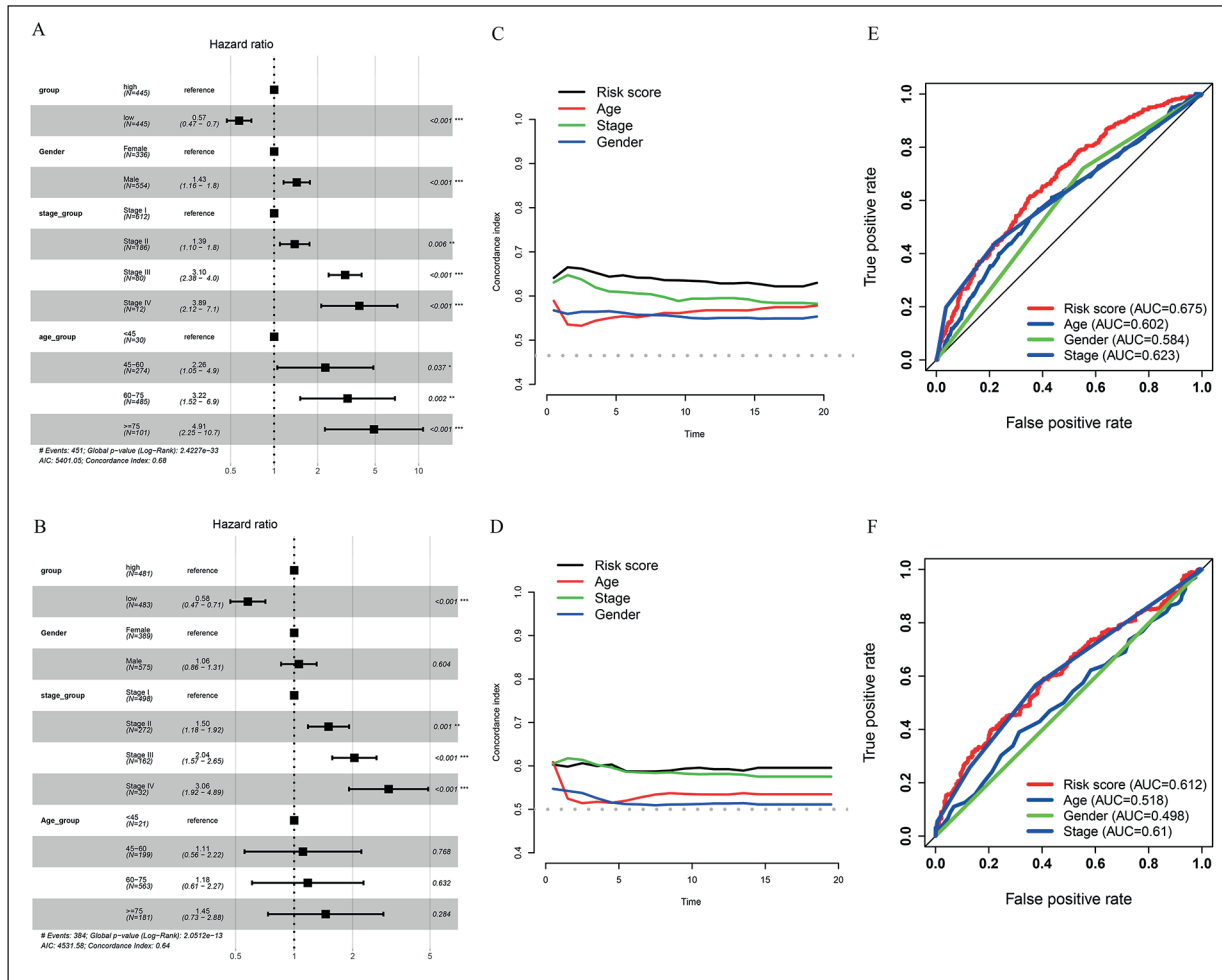 A
Hazard ratio
group
high
(N=445)
reference
low
(N=445)
0.57
(0.47 − 0.7)
<0.001 ***
Gender
Female
(N=336)
reference
Male
(N=554)
1.43
(1.16 − 1.8)
<0.001 ***
stage_group
Stage I
(N=612)
reference
Stage II
(N=186)
1.39
(1.10 − 1.8)
0.006 **
Stage III
(N=80)
3.10
(2.38 − 4.0)
<0.001 ***
Stage IV
(N=12)
3.89
(2.12 − 7.1)
<0.001 ***
age_group
<45
(N=30)
reference
45−60
(N=274)
2.26
(1.05 − 4.9)
0.037 *
60−75
(N=485)
3.22
(1.52 − 6.9)
0.002 **
>=75
(N=101)
4.91
(2.25 − 10.7)
<0.001 ***
# Events: 451; Global p−value (Log−Rank): 2.4227e−33
AIC: 5401.05; Concordance Index: 0.68
0.5 1 2 5 10
B
Hazard ratio
group
high
(N=481)
reference
low
(N=483)
0.58
(0.47 − 0.71)
<0.001 ***
Gender
Female
(N=389)
reference
Male
(N=575)
1.06
(0.86 − 1.31)
0.604
stage_group
Stage I
(N=498)
reference
Stage II
(N=272)
1.50
(1.18 − 1.92)
0.001 **
Stage III
(N=162)
2.04
(1.57 − 2.65)
<0.001 ***
Stage IV
(N=32)
3.06
(1.92 − 4.89)
<0.001 ***
Age_group
<45
(N=21)
reference
45−60
(N=199)
1.11
(0.56 − 2.22)
0.768
60−75
(N=563)
1.18
(0.61 − 2.27)
0.632
>=75
(N=181)
1.45
(0.73 − 2.88)
0.284
# Events: 384; Global p−value (Log−Rank): 2.0512e−13
AIC: 4531.58; Concordance Index: 0.64
0.5 1 2 5
C
Risk score
Age
Stage
Gender
Concordance index
1.0
0.9
0.8
0.7
0.6
0.5
0.4
0 5 10 15 20
Time
D
Risk score
Age
Stage
Gender
Concordance index
1.0
0.9
0.8
0.7
0.6
0.5
0.4
0 5 10 15 20
Time
E
True positive rate
1.0
0.8
0.6
0.4
0.2
0.0
Risk score (AUC=0.675)
Age (AUC=0.602)
Gender (AUC=0.584)
Stage (AUC=0.623)
0.0 0.2 0.4 0.6 0.8 1.0
False positive rate
F
True positive rate
1.0
0.8
0.6
0.4
0.2
0.0
Risk score (AUC=0.612)
Age (AUC=0.518)
Gender (AUC=0.498)
Stage (AUC=0.61)
0.0 0.2 0.4 0.6 0.8 1.0
False positive rate